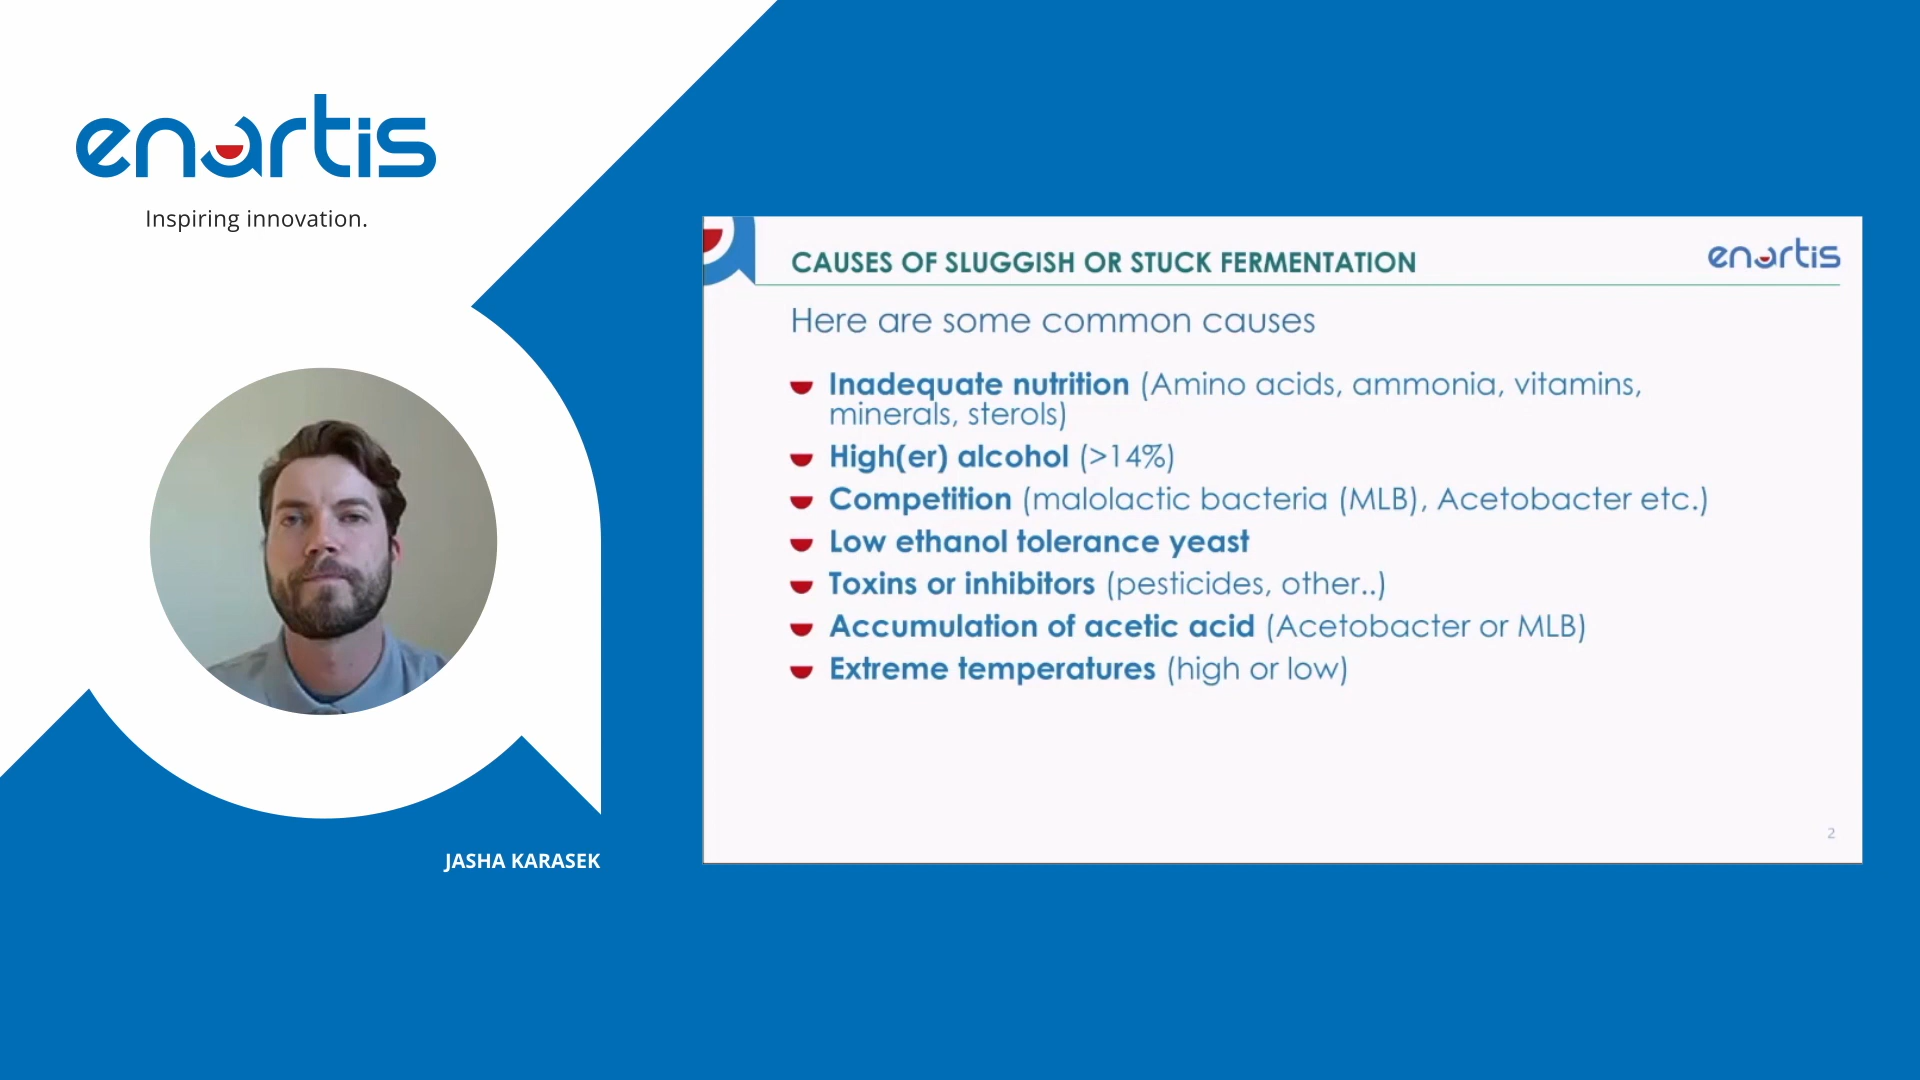 enartis
Inspiring innovation.
JASHA KARASEK
CAUSES OF SLUGGISH OR STUCK FERMENTATION
enartis
Here are some common causes
Inadequate nutrition (Amino acids, ammonia, vitamins,
minerals, sterols)
High(er) alcohol (>14%)
Competition (malolactic bacteria (MLB), Acetobacter etc.)
Low ethanol tolerance yeast
Toxins or inhibitors (pesticides, other..)
Accumulation of acetic acid (Acetobacter or MLB)
Extreme temperatures (high or low)
2